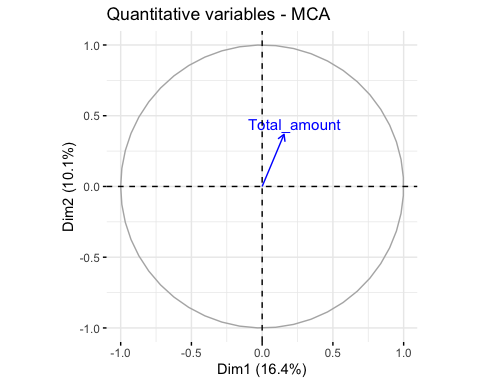 Quantitative variables - MCA
1.0
0.5
0.0
-0.5
-1.0
Total_amount
-1.0 -0.5 0.0 0.5 1.0
Dim1 (16.4%)
Dim2 (10.1%)